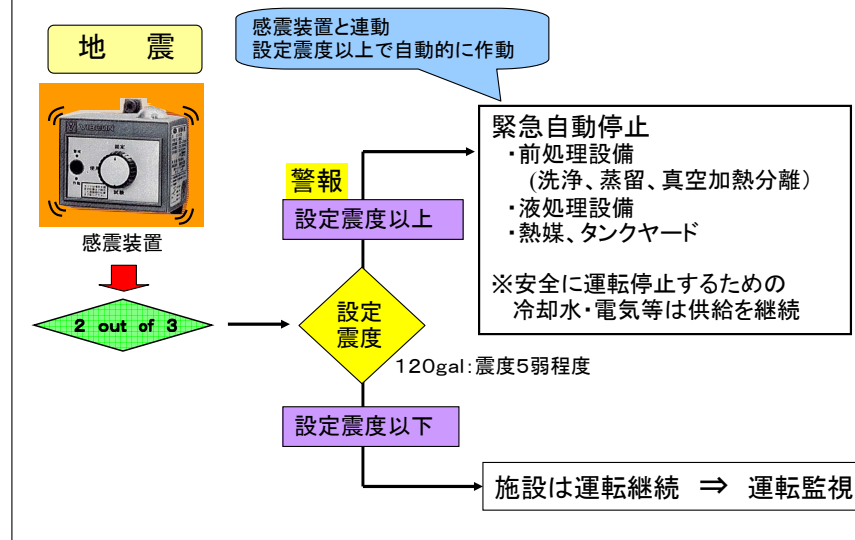 地 震
感震装置と連動
設定震度以上で自動的に作動
感震装置
2 out of 3
警報
設定震度以上
設定
震度
120gal:震度5弱程度
設定震度以下
緊急自動停止
・前処理設備
(洗浄、蒸留、真空加熱分離)
・液処理設備
・熱媒、タンクヤード
※安全に運転停止するための
冷却水・電気等は供給を継続
施設は運転継続 ⇒ 運転監視